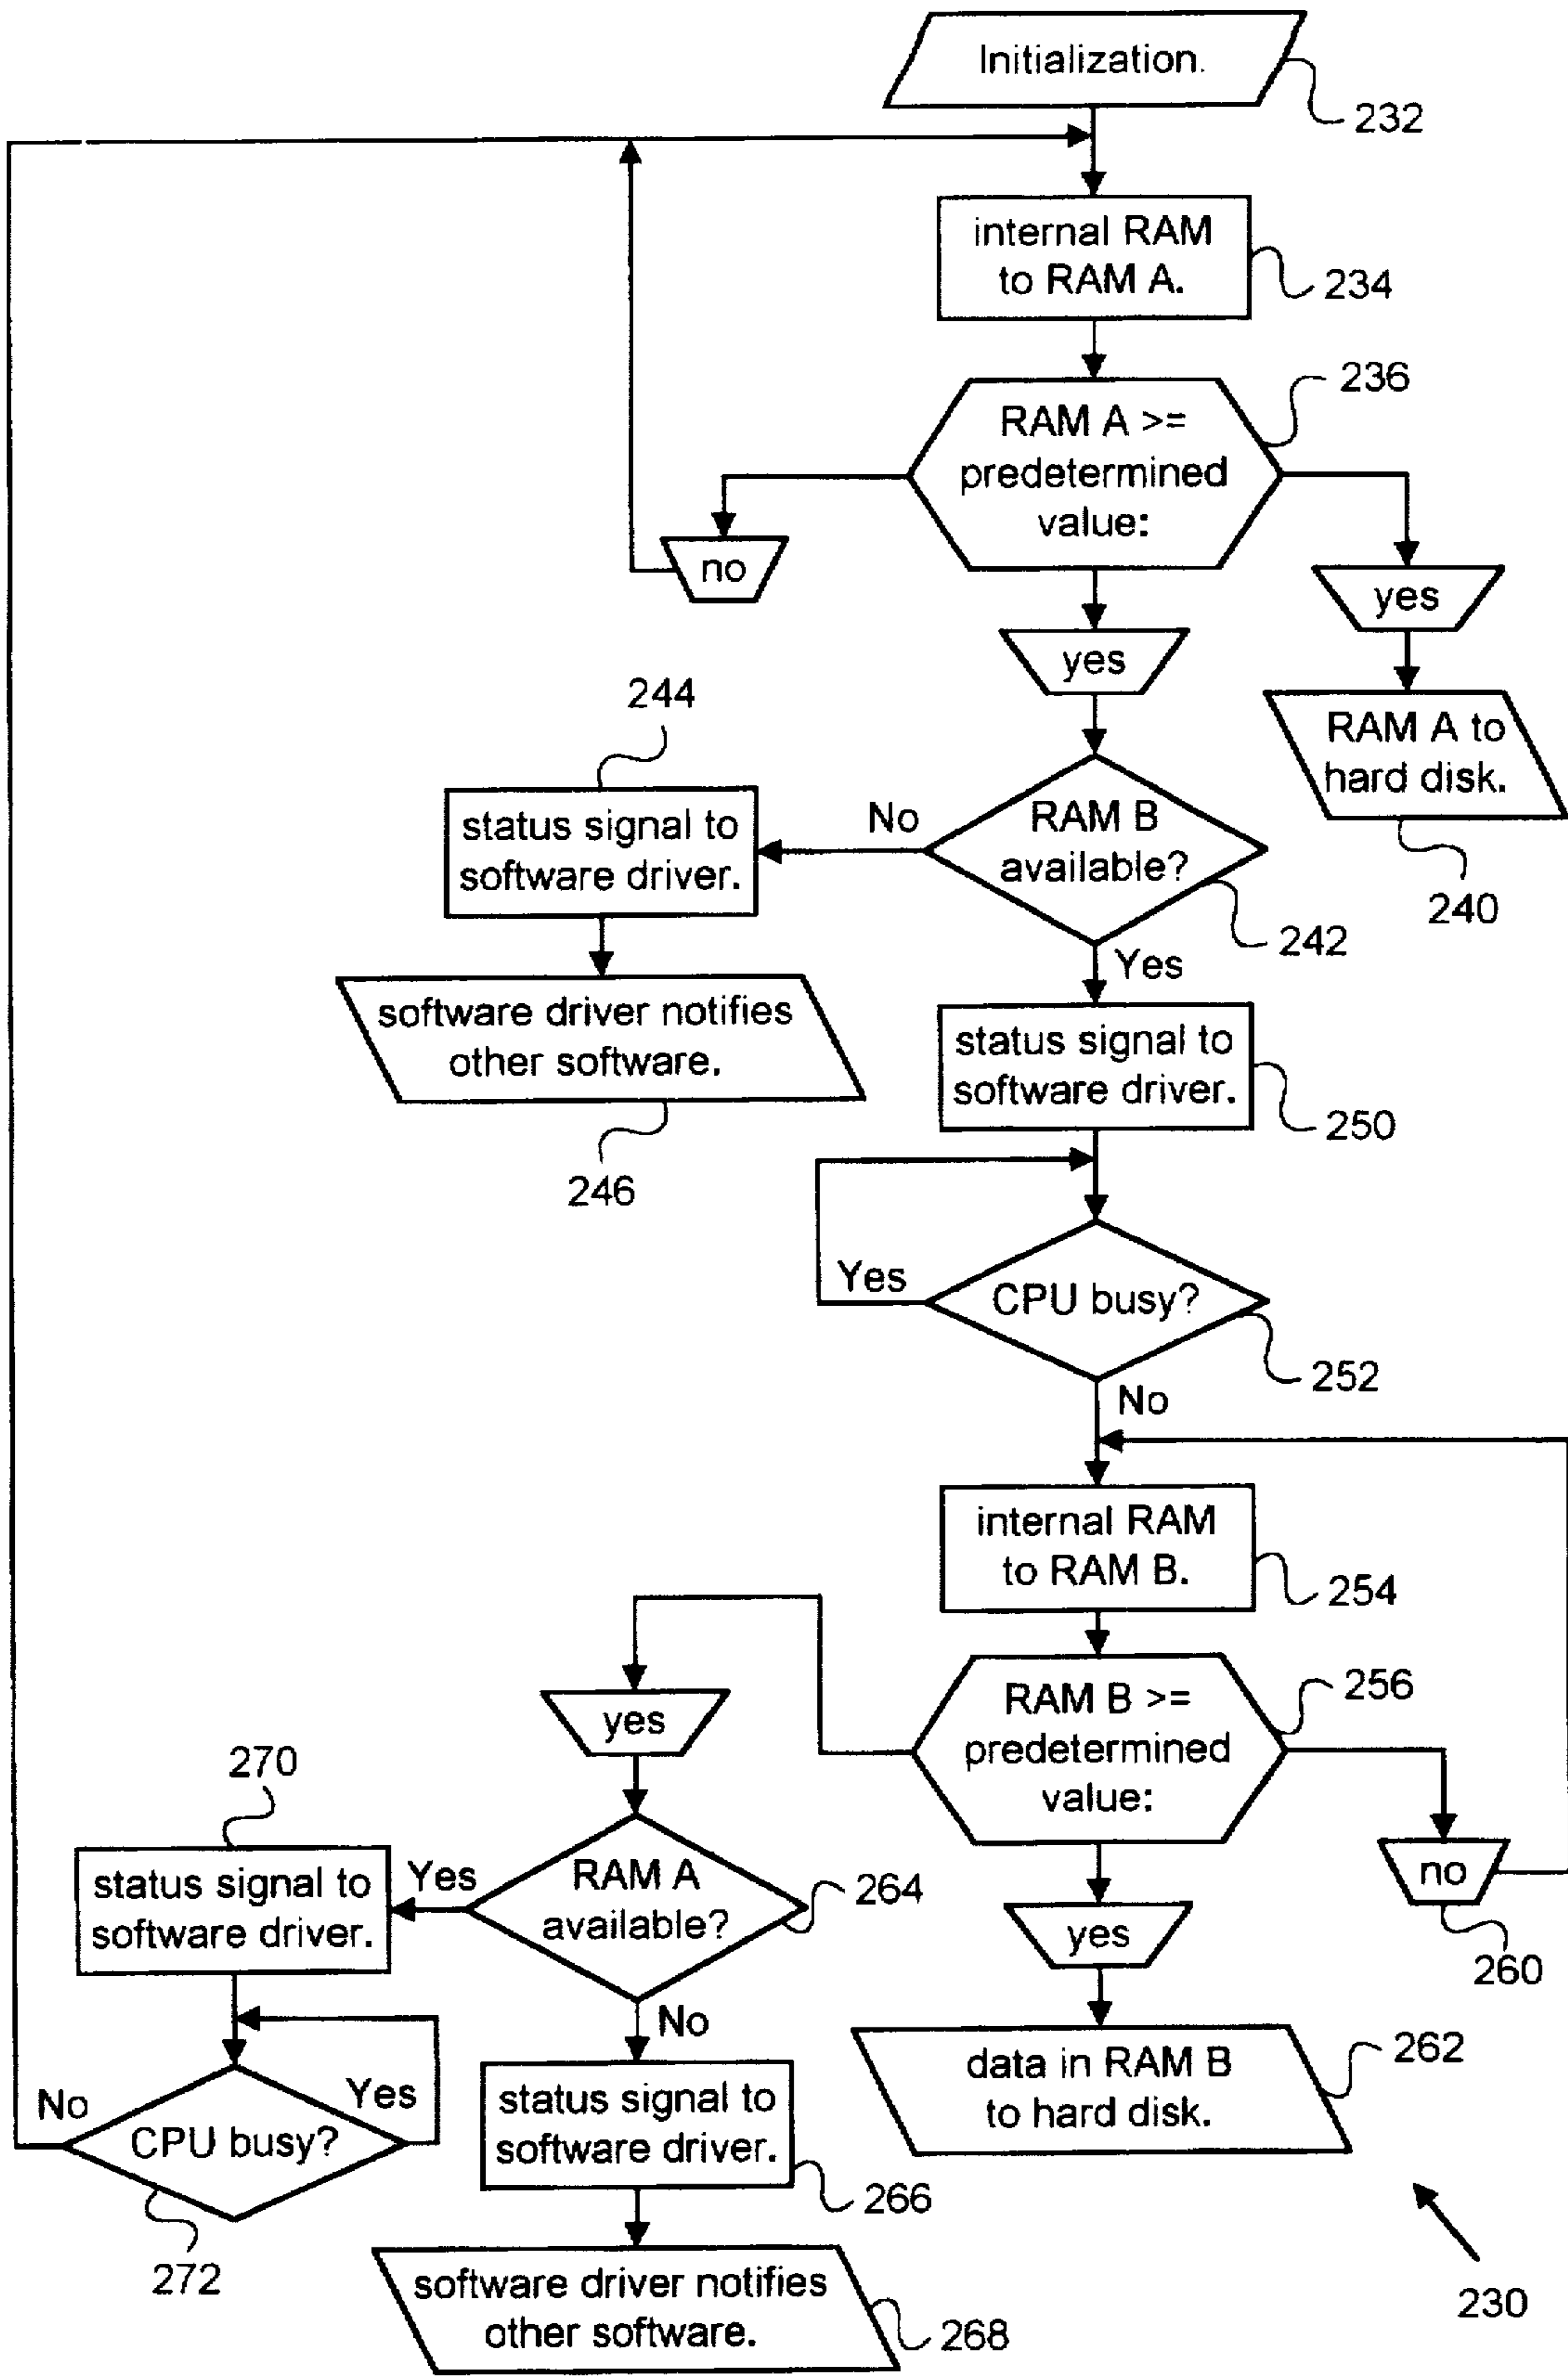 Initialization.
232
internal RAM
to RAM A.
234
236
RAM A >=
predetermined
value:
no
yes
yes
244
RAM A to
hard disk.
status signal to
software driver.
No
RAM B
available?
240
242
Yes
software driver notifies
other software.
status signal to
software driver.
250
246
Yes
CPU busy?
252
No
internal RAM
to RAM B.
254
yes
RAM B >=
predetermined
value:
256
270
no
status signal to
software driver.
Yes
RAM A
available?
264
yes
260
No
data in RAM B
to hard disk.
262
No
Yes
CPU busy?
status signal to
software driver.
266
272
software driver notifies
other software.
268
230